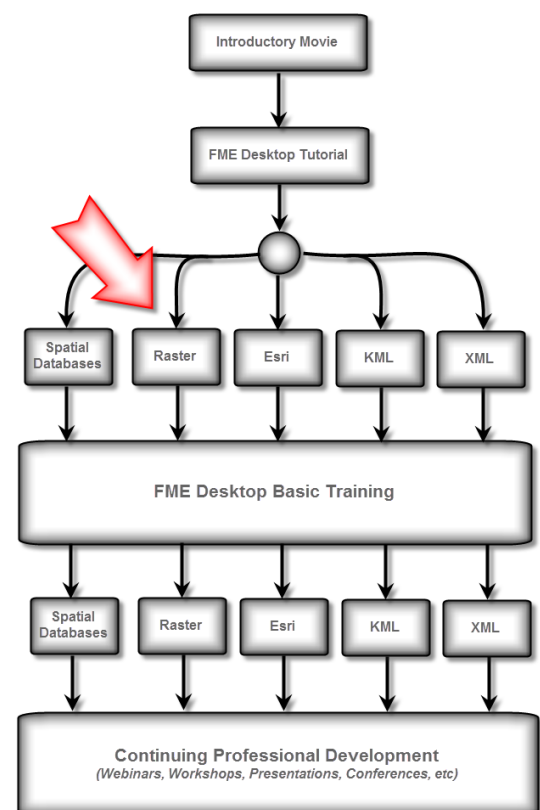 Introductory Movie
FME Desktop Tutorial
Spatial
Databases
Raster
Esri
KML
XML
FME Desktop Basic Training
Spatial
Databases
Raster
Esri
KML
XML
Continuing Professional Development
(Webinars, Workshops, Presentations, Conferences, etc)